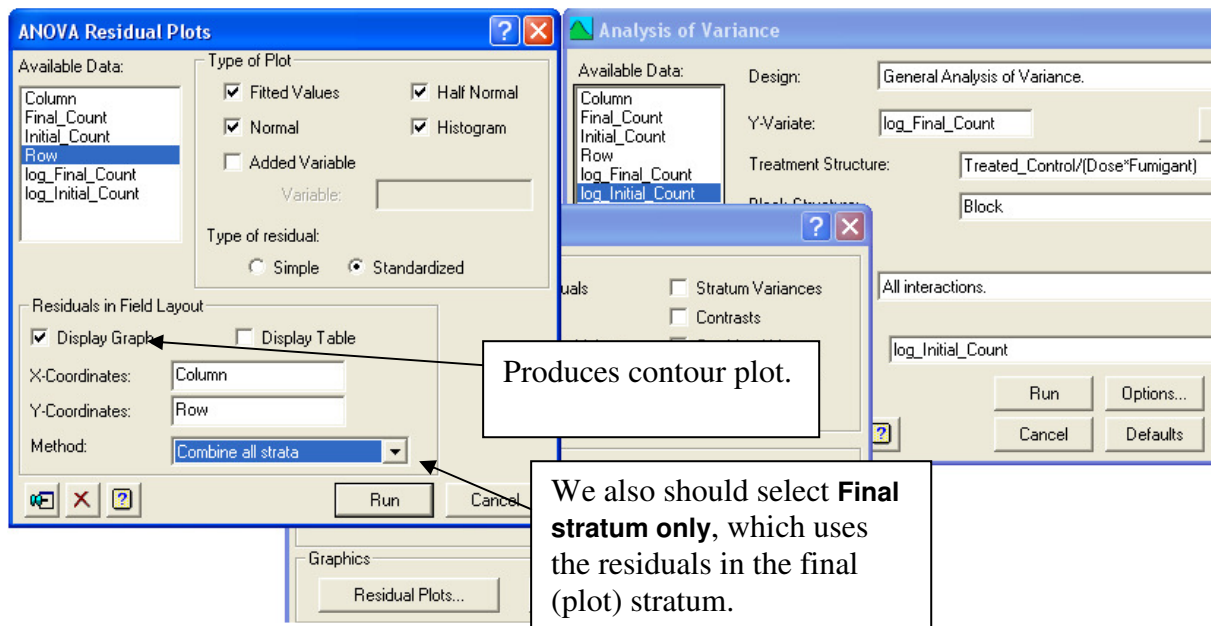 ANOVA Residual Plots
Available Data:
Column
Final_Count
Initial_Count
Row
log_Final_Count
log_Initial_Count
Type of Plot
Fitted Values
Half Normal
Normal
Histogram
Added Variable
Variable:
Type of residual:
Simple
Standardized
Residuals in Field Layout
Display Graph
Display Table
X-Coordinates:
Column
Y-Coordinates:
Row
Method:
Combine all strata
Run
Cancel
Analysis of Variance
Available Data:
Column
Final_Count
Initial_Count
Row
log_Final_Count
log_Initial_Count
Design:
General Analysis of Variance.
Y-Variate:
log_Final_Count
Treatment Structure:
Treated_Control/(Dose*Fumigant)
Block
All interactions.
log_Initial_Count
Run
Options...
Cancel
Defaults
uals
Stratum Variances
Contrasts
Produces contour plot.
We also should select Final
stratum only, which uses
the residuals in the final
(plot) stratum.
Graphics
Residual Plots...